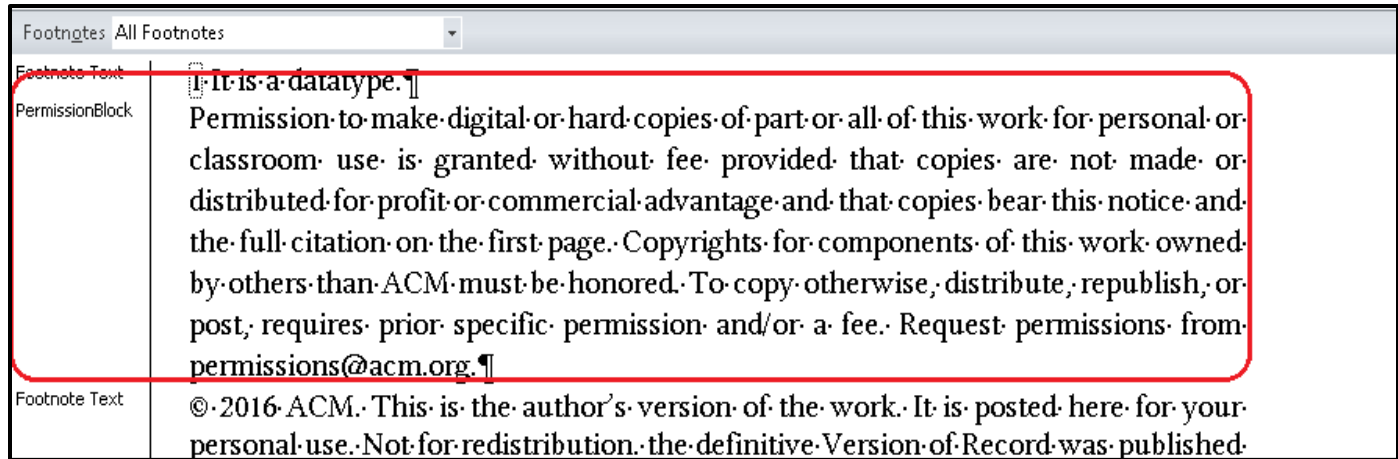 Footnotes All Footnotes
Footnote Text 1 It is a datatype.¶
PermissionBlock Permission to make digital or hard copies of part or all of this work for personal or
classroom use is granted without fee provided that copies are not made or
distributed for profit or commercial advantage and that copies bear this notice and
the full citation on the first page. Copyrights for components of this work owned
by others than ACM must be honored. To copy otherwise, distribute, republish, or
post, requires prior specific permission and/or a fee. Request permissions from
permissions@acm.org.¶
Footnote Text © 2016 ACM. This is the author's version of the work. It is posted here for your
personal use. Not for redistribution. the definitive Version of Record was published